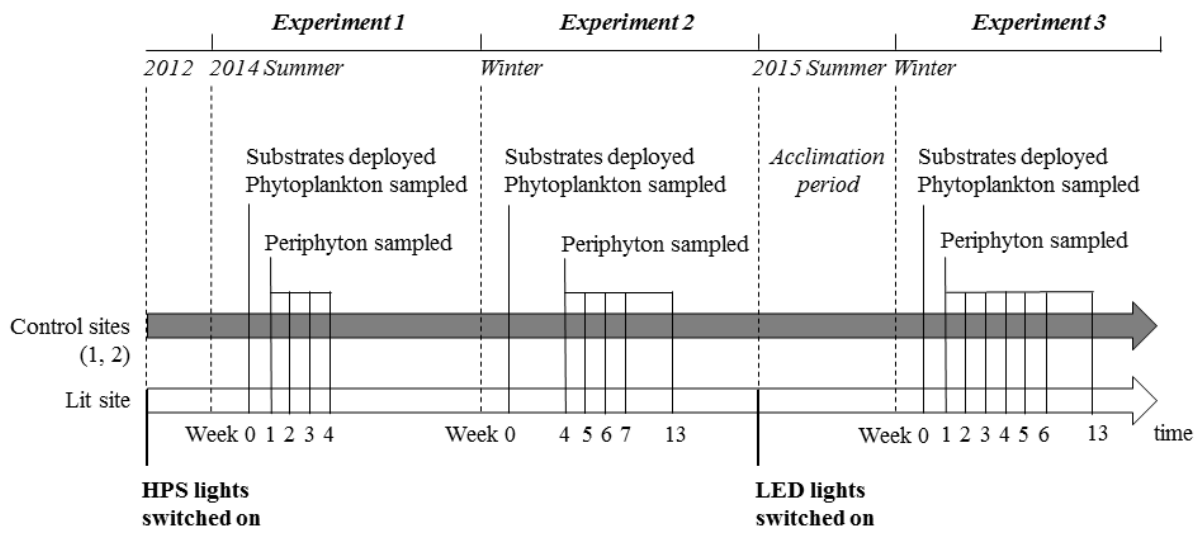 Experiment 1 Experiment 2 Experiment 3
2012 2014 Summer Winter 2015 Summer Winter
Substrates deployed
Phytoplankton sampled
Periphyton sampled
Substrates deployed
Phytoplankton sampled
Periphyton sampled
Acclimation
period
Substrates deployed
Phytoplankton sampled
Periphyton sampled
Control sites
(1, 2)
Lit site
Week 0 1 2 3 4 Week 0 4 5 6 7 13 Week 0 1 2 3 4 5 6 13 time
HPS lights
switched on
LED lights
switched on